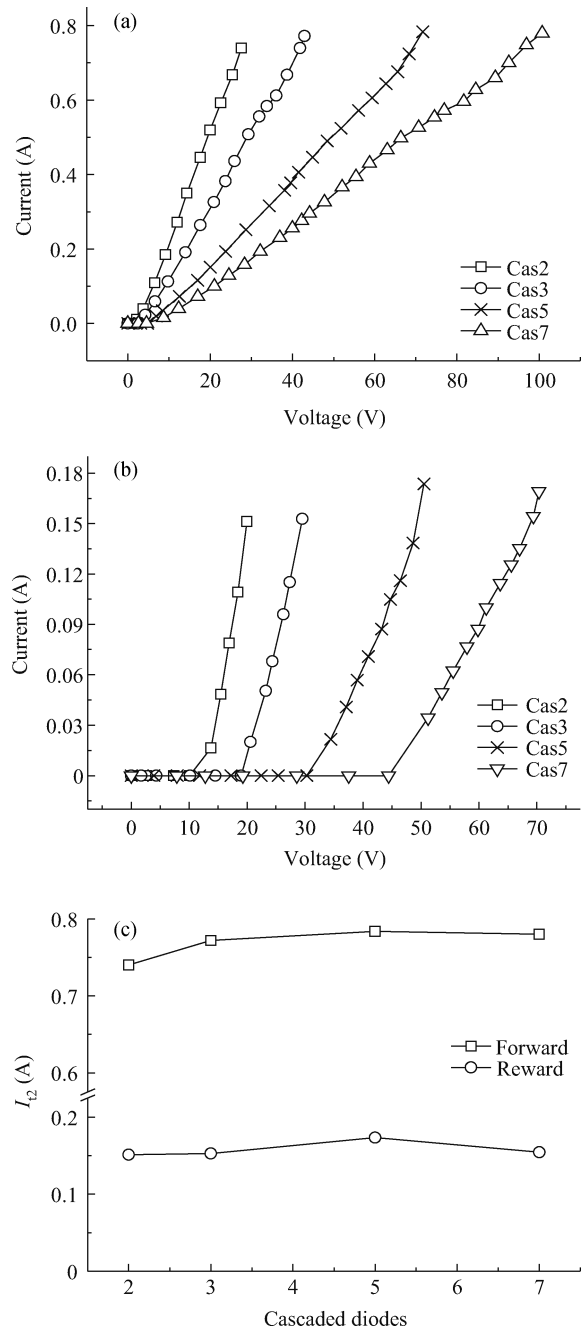 (a)
0.8
0.6
0.4
0.2
0.0
Current (A)
Cas2
Cas3
Cas5
Cas7
0 20 40 60 80 100
Voltage (V)
(b)
0.18
0.15
0.12
0.09
0.06
0.03
0
Current (A)
Cas2
Cas3
Cas5
Cas7
0 10 20 30 40 50 60 70
Voltage (V)
(c)
0.8
0.7
0.6
0.2
0.1
0
It2 (A)
Forward
Reward
2 3 4 5 6 7
Cascaded diodes